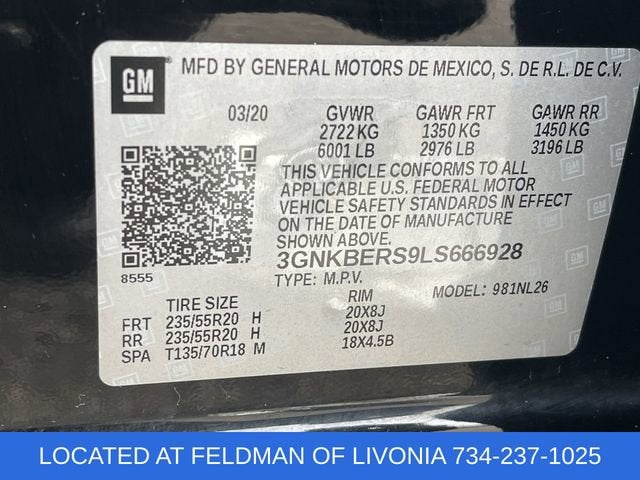 GM
MFD BY GENERAL MOTORS DE MEXICO, S. DE R.L. DE C.V.
03/20 GVWR GAWR FRT GAWR RR
2722 KG 1350 KG 1450 KG
6001 LB 2976 LB 3196 LB
THIS VEHICLE CONFORMS TO ALL
APPLICABLE U.S. FEDERAL MOTOR
VEHICLE SAFETY STANDARDS IN EFFECT
ON THE DATE OF MANUFACTURE
SHOWN ABOVE.
3GNKBERS9LS666928
8555 TYPE: M.P.V. MODEL: 981NL26
TIRE SIZE RIM
FRT 235/55R20 H 20X8J
RR 235/55R20 H 20X8J
SPA T135/70R18 M 18X4.5B
LOCATED AT FELDMAN OF LIVONIA 734-237-1025